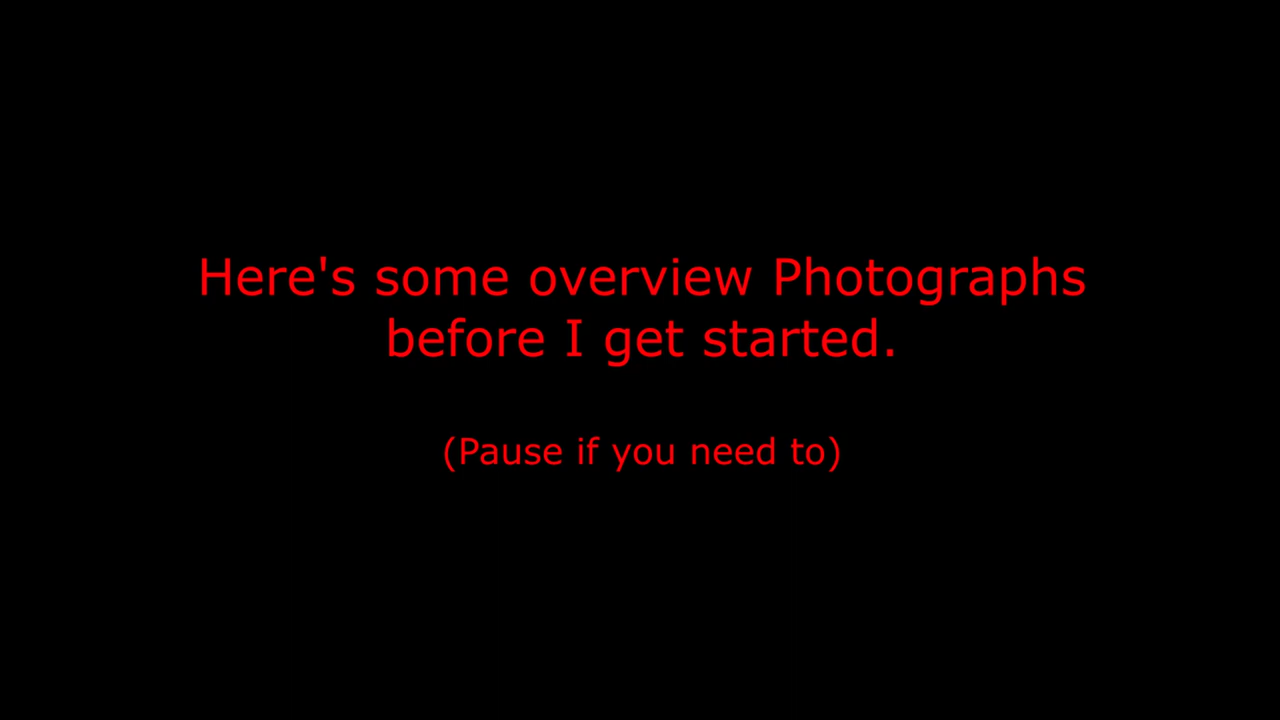 Here's some overview Photographs
before I get started.
(Pause if you need to)